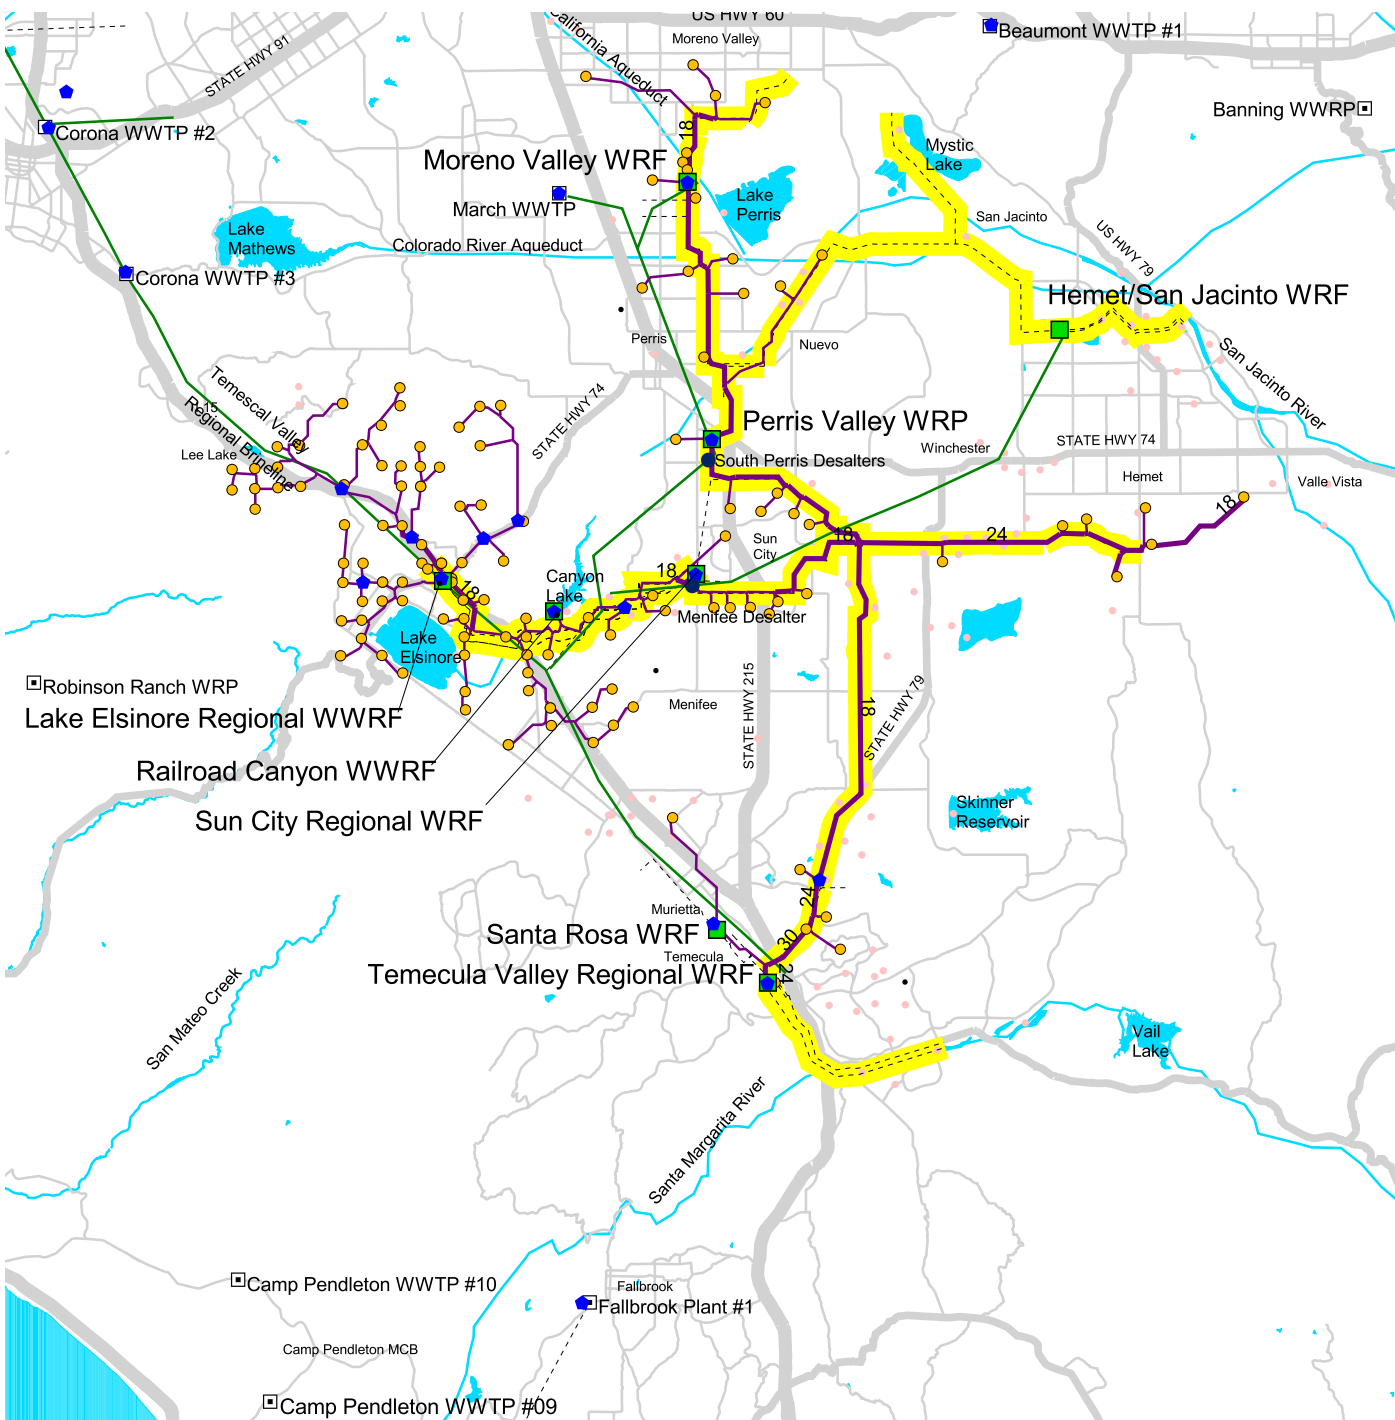 US HWY 60
California Aqueduct
Moreno Valley
Beaumont WWTP #1
STATE HWY 91
Banning WWRP
Corona WWTP #2
18
Moreno Valley WRF
Mystic
Lake
March WWTP
Lake
Perris
San Jacinto
Lake
Mathews
Colorado River Aqueduct
US HWY 79
Corona WWTP #3
Hemet/San Jacinto WRF
Perris
Nuevo
San Jacinto River
Temescal Valley
Regional Brineline
I-15
STATE HWY 74
Perris Valley WRP
Lee Lake
South Perris Desalters
Winchester
STATE HWY 74
Hemet
Valle Vista
18
18
24
Sun
City
18
Canyon
Lake
18
Menifee Desalter
Lake
Elsinore
Robinson Ranch WRP
Lake Elsinore Regional WWRF
Menifee
STATE HWY 215
18
STATE HWY 79
Railroad Canyon WWRF
Sun City Regional WRF
Skinner
Reservoir
24
Murietta
Santa Rosa WRF
30
Temecula
Temecula Valley Regional WRF
24
San Mateo Creek
Vail
Lake
Santa Margarita River
Camp Pendleton WWTP #10
Fallbrook
Fallbrook Plant #1
Camp Pendleton MCB
Camp Pendleton WWTP #09